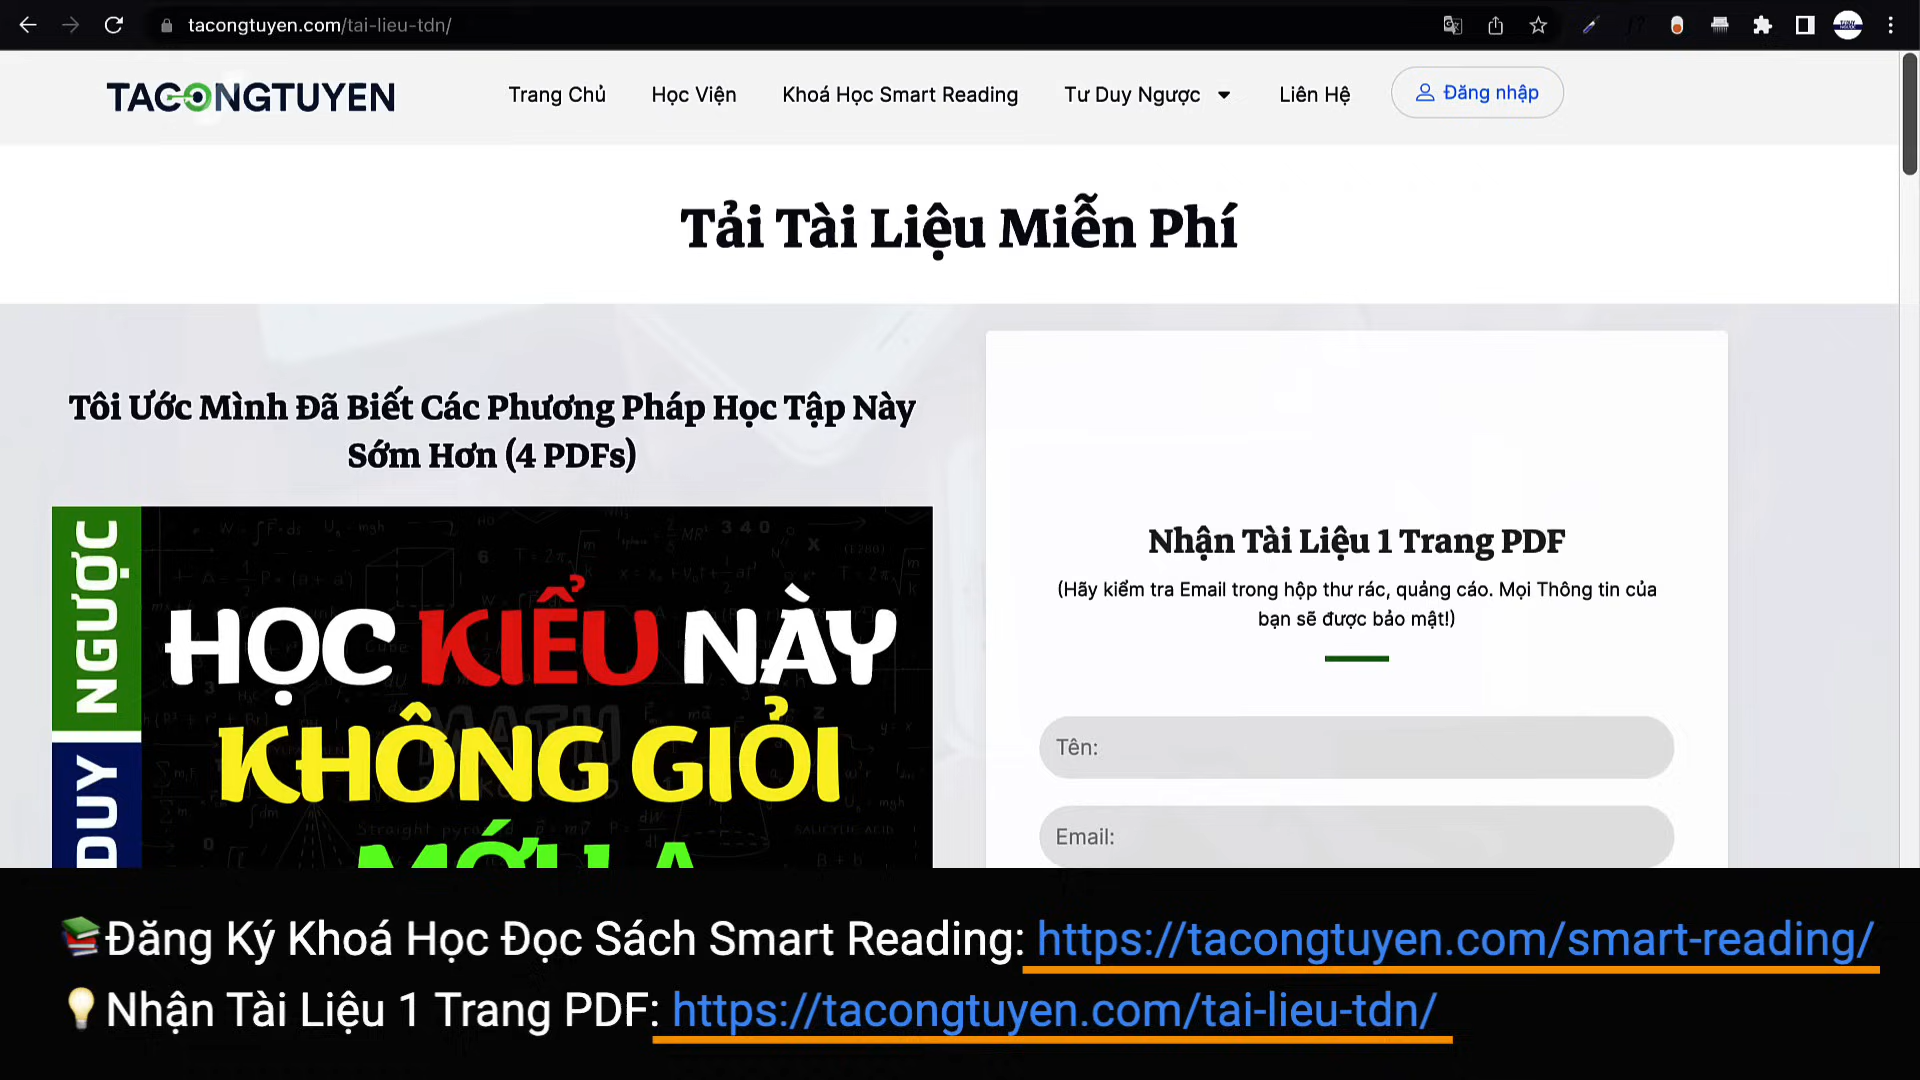 tacongtuyen.com/tai-lieu-tdn/
TACONGTUYEN
Trang Chủ
Học Viện
Khoá Học Smart Reading
Tư Duy Ngược
Liên Hệ
Đăng nhập
Tải Tài Liệu Miễn Phí
Tôi Ước Mình Đã Biết Các Phương Pháp Học Tập Này
Sớm Hơn (4 PDFs)
NGƯỢC
DUY
HỌC KIỂU NÀY
KHÔNG GIỎI
MỚI LẠ
Nhận Tài Liệu 1 Trang PDF
(Hãy kiểm tra Email trong hộp thư rác, quảng cáo. Mọi Thông tin của
bạn sẽ được bảo mật!)
Tên:
Email:
📚Đăng Ký Khoá Học Đọc Sách Smart Reading: https://tacongtuyen.com/smart-reading/
💡Nhận Tài Liệu 1 Trang PDF: https://tacongtuyen.com/tai-lieu-tdn/